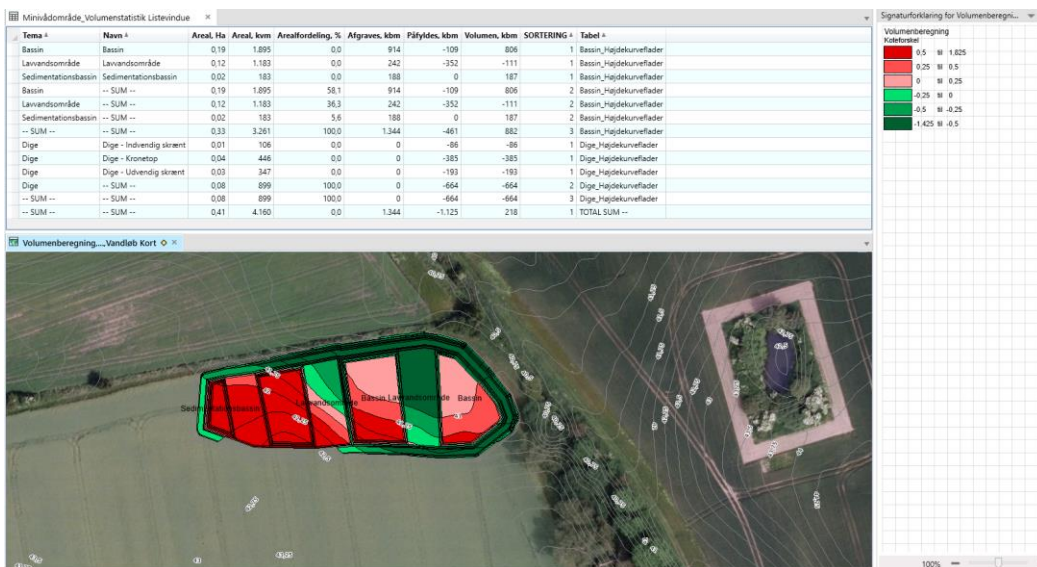 Minivådområde_Volumenstatistik Listevindue ×
Tema Navn Areal, Ha Areal, kvm Arealfordeling, % Afgraves, kbm Påfyldes, kbm Volumen, kbm SORTERING Tabel
Bassin Bassin 0,19 1.895 0,0 914 -109 806 1 Bassin_Højdekurveflader
Lavvandsområde Lavvandsområde 0,12 1.183 0,0 242 -352 -111 1 Bassin_Højdekurveflader
Sedimentationsbassin Sedimentationsbassin 0,02 183 0,0 188 0 187 1 Bassin_Højdekurveflader
Bassin -- SUM -- 0,19 1.895 58,1 914 -109 806 2 Bassin_Højdekurveflader
Lavvandsområde -- SUM -- 0,12 1.183 36,3 242 -352 -111 2 Bassin_Højdekurveflader
Sedimentationsbassin -- SUM -- 0,02 183 5,6 188 0 187 2 Bassin_Højdekurveflader
-- SUM -- -- SUM -- 0,33 3.261 100,0 1.344 -461 882 3 Bassin_Højdekurveflader
Dige Dige - Indvendig skrænt 0,01 106 0,0 0 -86 -86 1 Dige_Højdekurveflader
Dige Dige - Kronetop 0,04 446 0,0 0 -385 -385 1 Dige_Højdekurveflader
Dige Dige - Udvendig skrænt 0,03 347 0,0 0 -193 -193 1 Dige_Højdekurveflader
Dige -- SUM -- 0,08 899 100,0 0 -664 -664 2 Dige_Højdekurveflader
-- SUM -- -- SUM -- 0,08 899 100,0 0 -664 -664 3 Dige_Højdekurveflader
-- SUM -- -- SUM -- 0,41 4.160 0,0 1.344 -1.125 218 1 TOTAL SUM --
Signaturforklaring for Volumenberegni...
Volumenberegning
Koteforskel
0,5 til 1,825
0,25 til 0,5
0 til 0,25
-0,25 til 0
-0,5 til -0,25
-1,425 til -0,5
Volumenberegning....,Vandløb Kort ×
Lavvandsområde
Bassin
Lavvandsområde
Bassin
42
42,25
42,5
42,75
43
43,25
43,5
100%